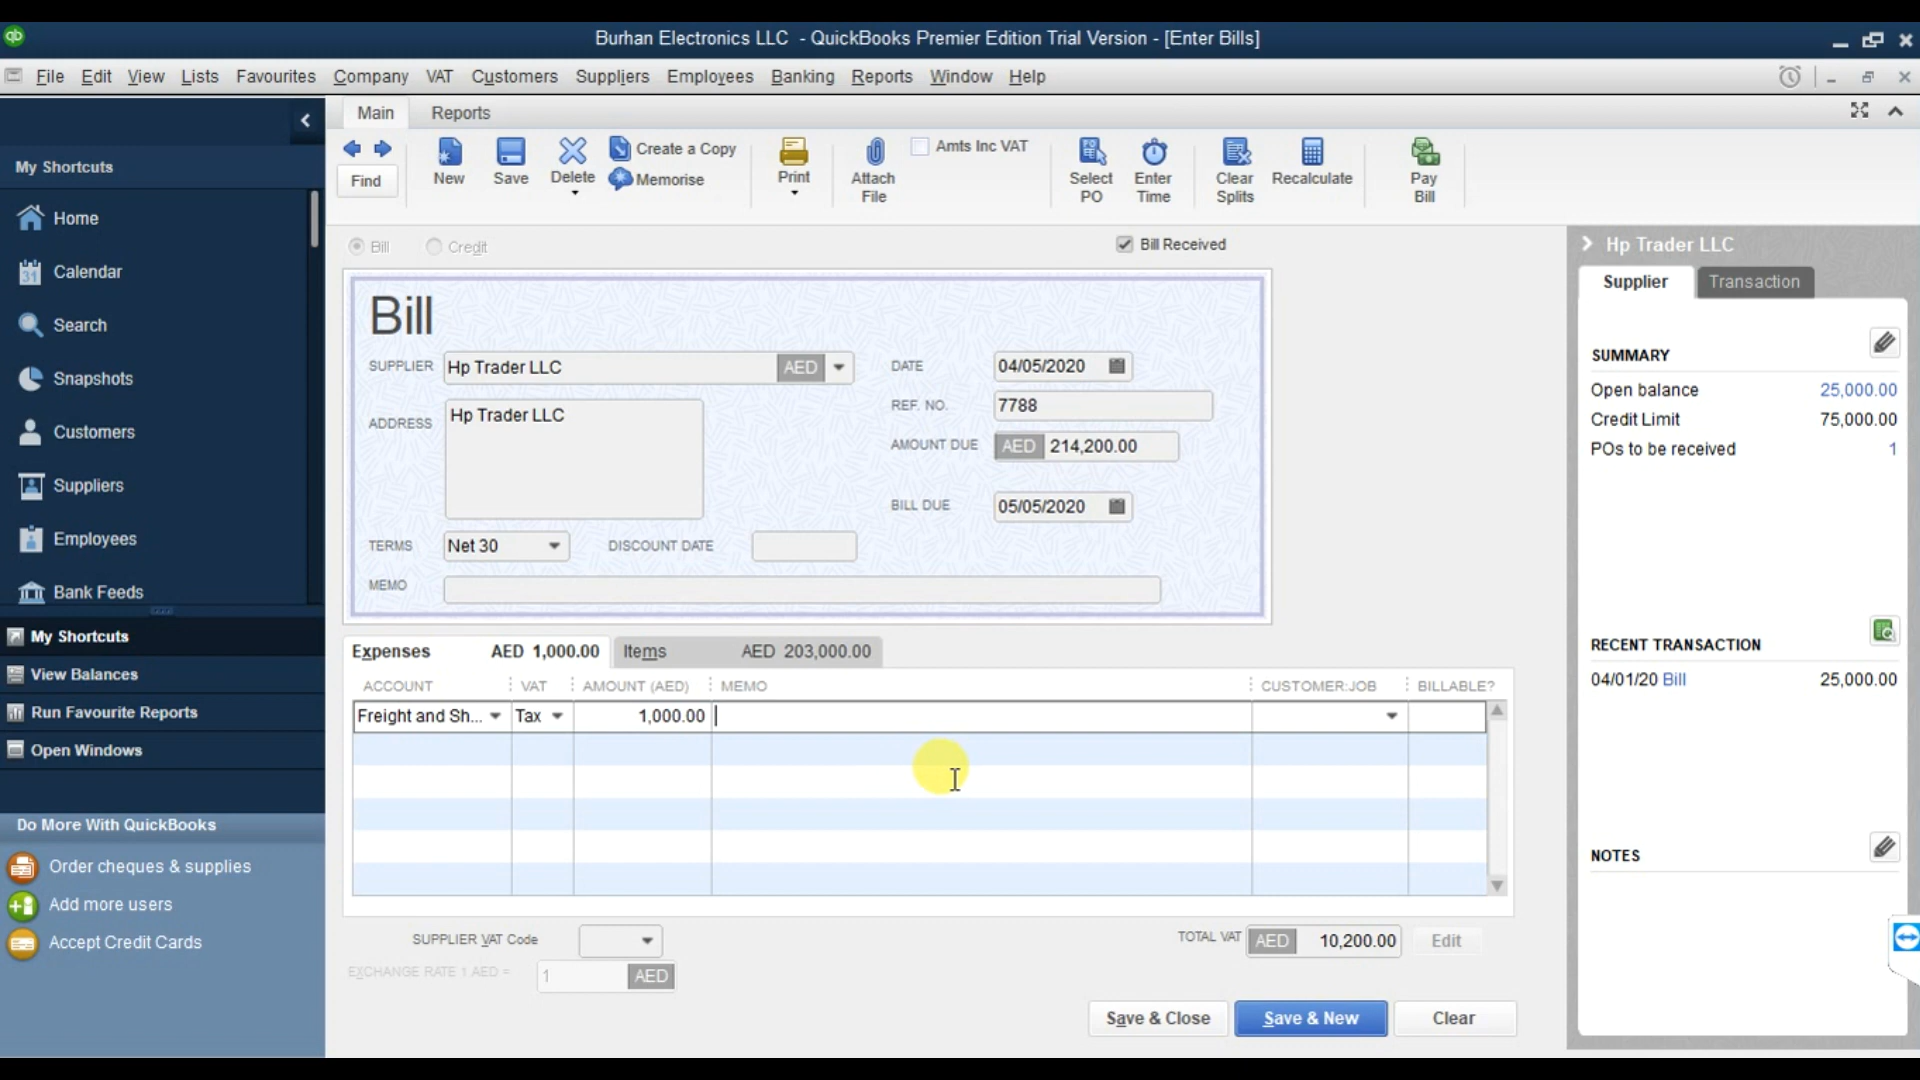 qb
Burhan Electronics LLC - QuickBooks Premier Edition Trial Version - [Enter Bills]
File Edit View Lists Favourites Company VAT Customers Suppliers Employees Banking Reports Window Help
My Shortcuts
Home
31 Calendar
Search
Snapshots
Customers
Suppliers
Employees
Bank Feeds
My Shortcuts
View Balances
Run Favourite Reports
Open Windows
Do More With QuickBooks
Order cheques & supplies
Add more users
Accept Credit Cards
Main Reports
Find
New
Save
Delete
Create a Copy
Memorise
Print
Attach
File
Amts Inc VAT
PO
Select
PO
Enter
Time
Clear
Splits
Recalculate
Pay
Bill
Bill Credit Bill Received
Bill
SUPPLIER Hp Trader LLC AED
ADDRESS Hp Trader LLC
TERMS Net 30 DISCOUNT DATE
MEMO
DATE 04/05/2020
REF. NO. 7788
AMOUNT DUE AED 214,200.00
BILL DUE 05/05/2020
Expenses AED 1,000.00 Items AED 203,000.00
ACCOUNT VAT AMOUNT (AED) MEMO CUSTOMER:JOB BILLABLE?
Freight and Sh... Tax 1,000.00
SUPPLIER VAT Code
TOTAL VAT AED 10,200.00 Edit
EXCHANGE RATE 1 AED = 1 AED
Save & Close Save & New Clear
Hp Trader LLC
Supplier Transaction
SUMMARY
Open balance 25,000.00
Credit Limit 75,000.00
POs to be received 1
RECENT TRANSACTION
04/01/20 Bill 25,000.00
NOTES